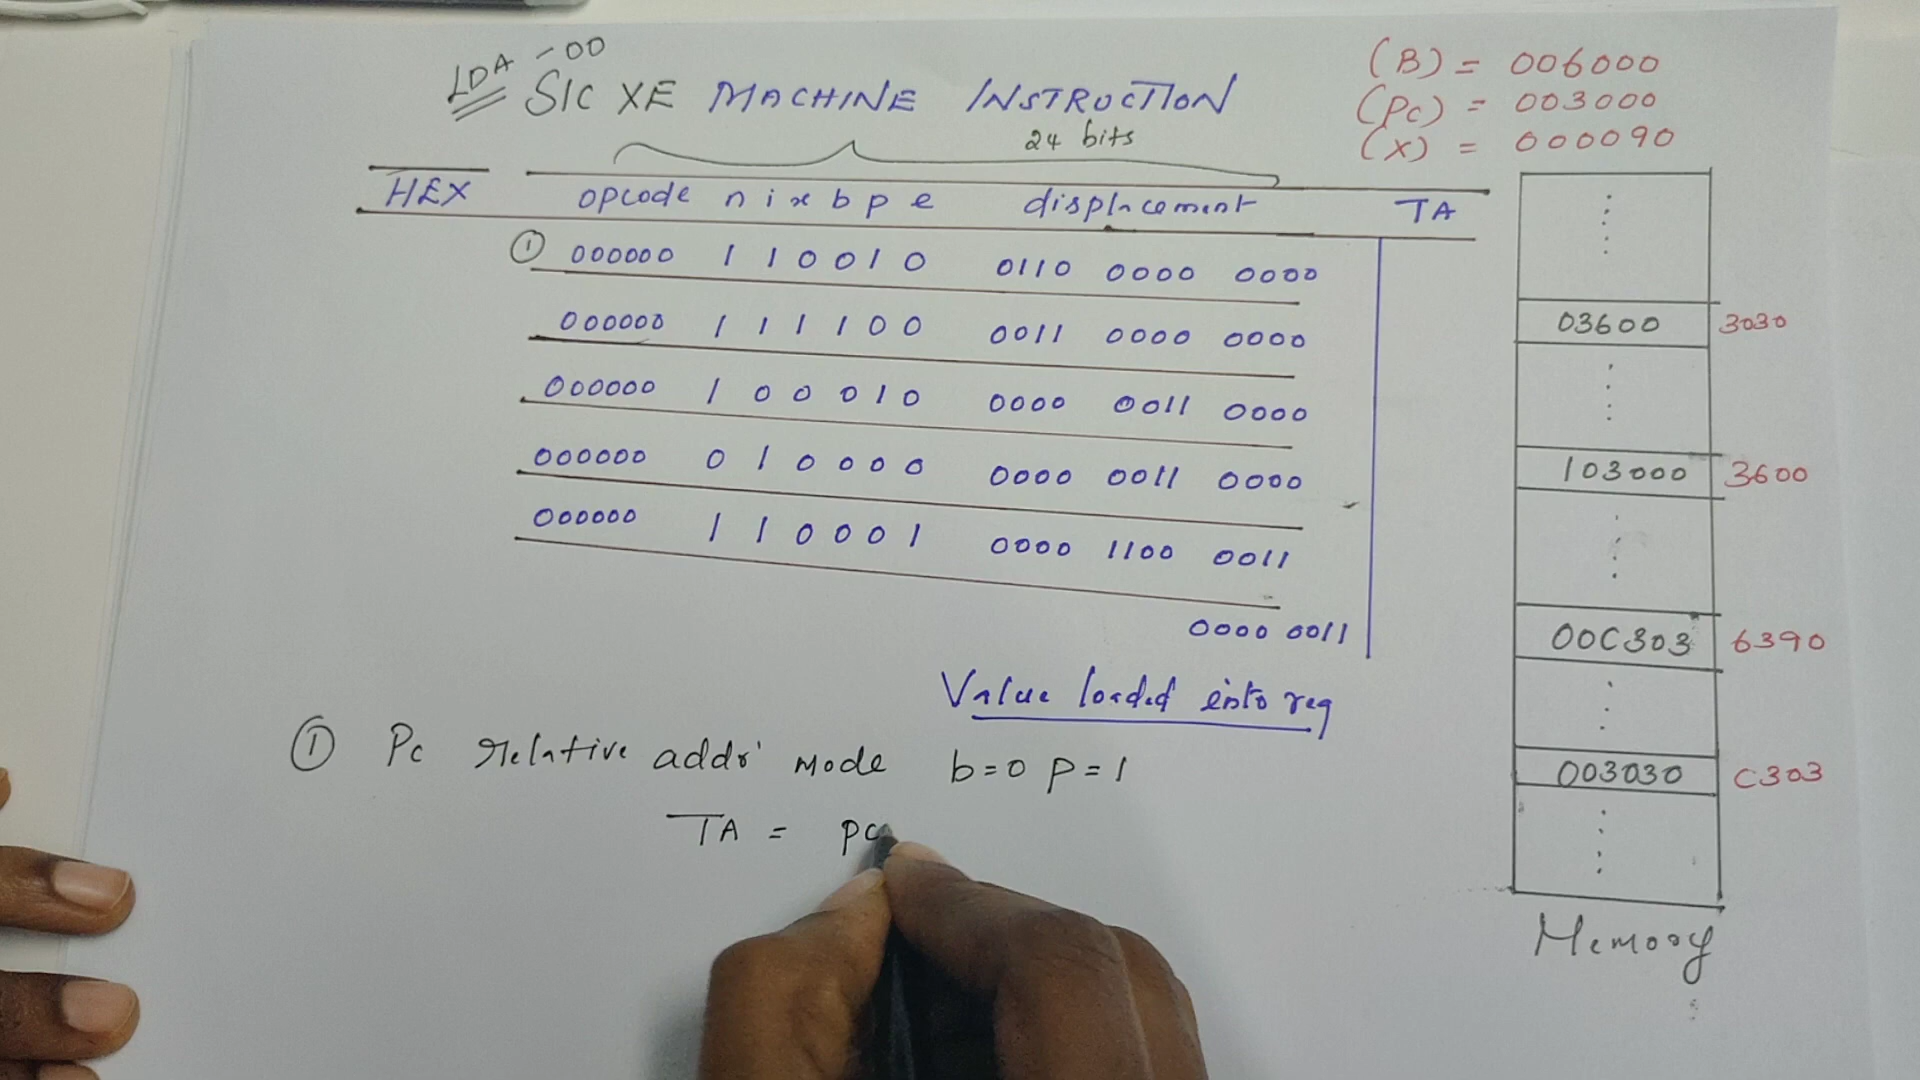 LDA - 00
SIC XE MACHINE INSTRUCTION
24 bits
(B) = 006000
(PC) = 003000
(X) = 000090
HEX opcode n i x b p e displacement TA
① 000000 1 1 0 0 1 0 0110 0000 0000
000000 1 1 1 1 0 0 0011 0000 0000
000000 1 0 0 0 1 0 0000 0011 0000
000000 0 1 0 0 0 0 0000 0011 0000
000000 1 1 0 0 0 1 0000 1100 0011
0000 0011
Value loaded into reg
① Pc relative addr mode b=0 p=1
TA = PC
03600 3030
103000 3600
00C303 6390
003030 C303
Memory